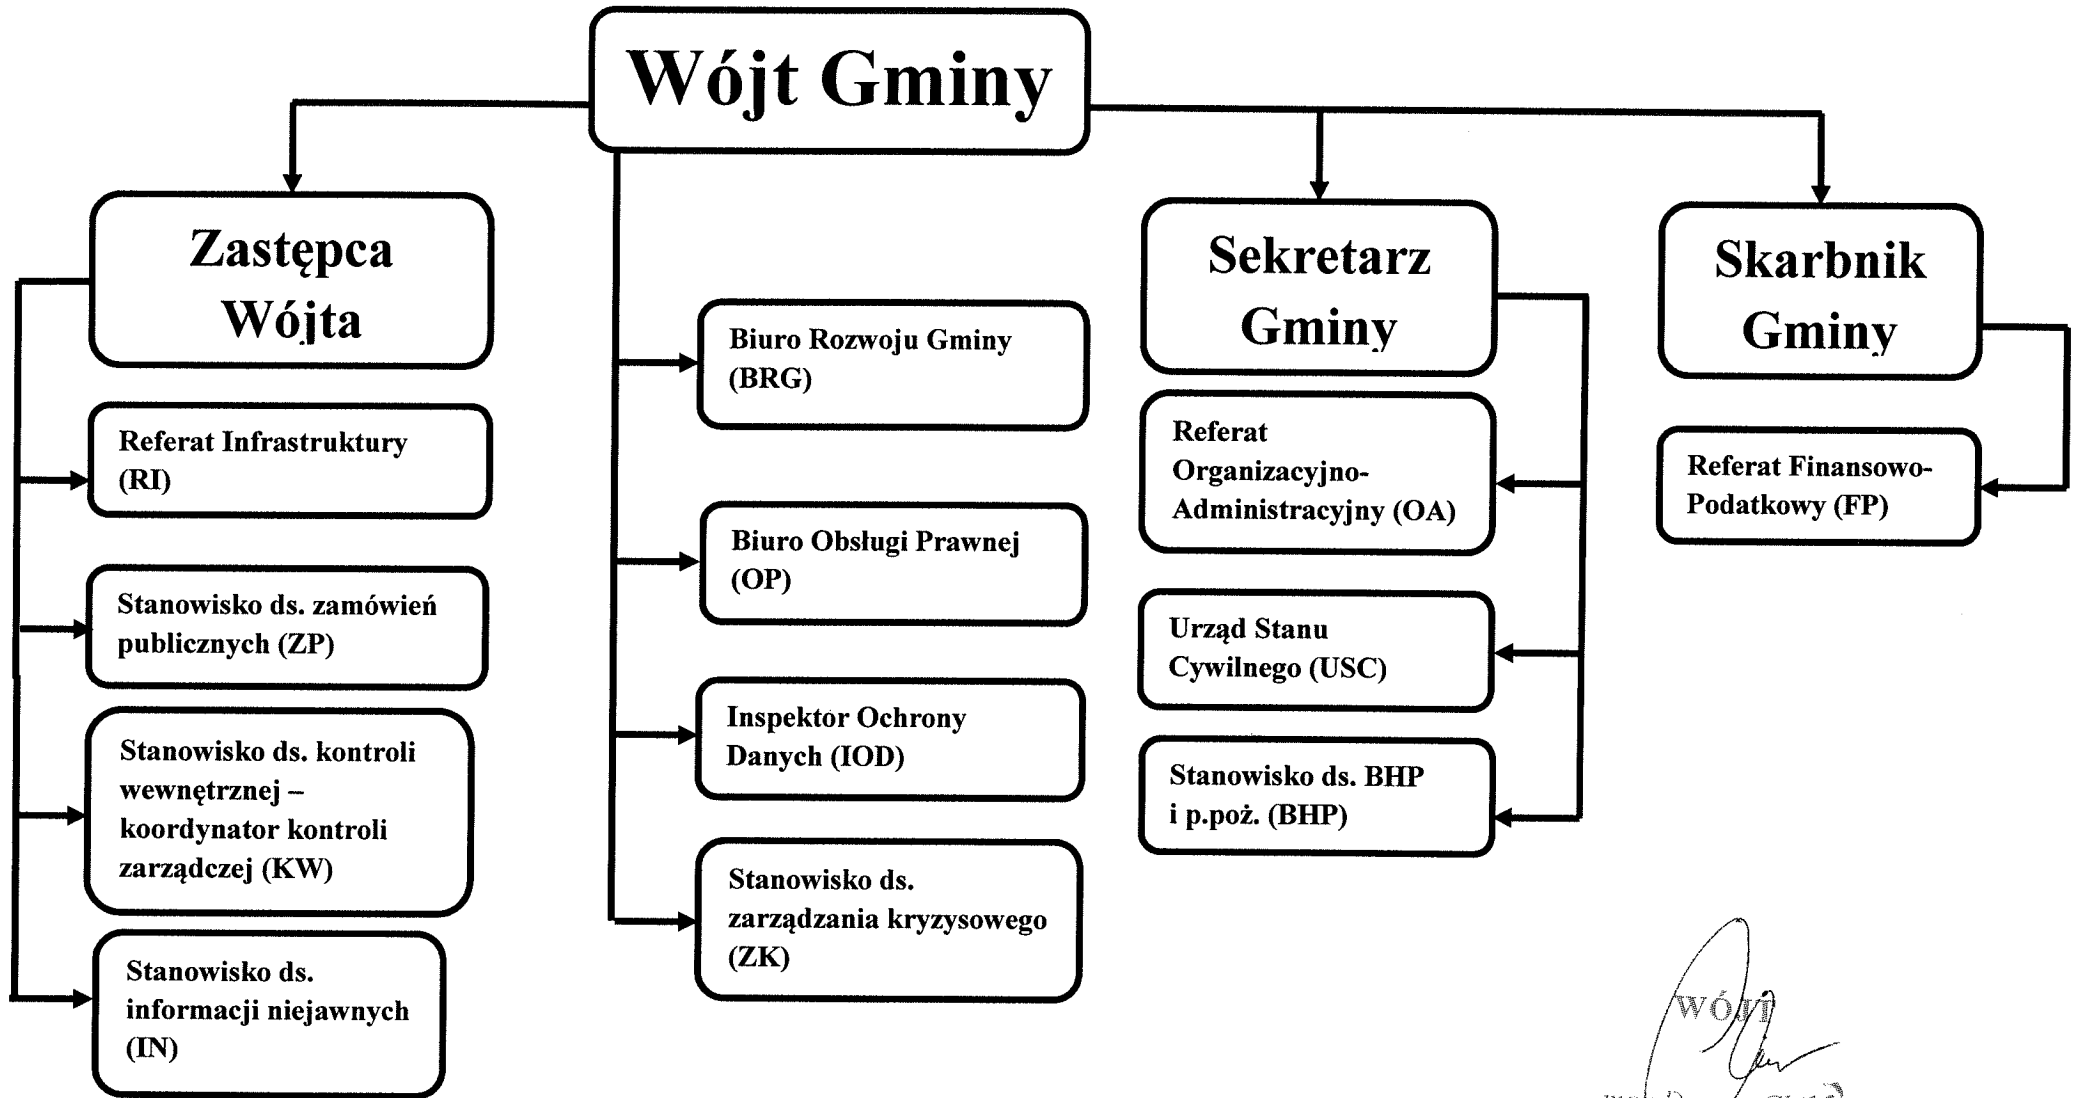 Wójt Gminy
Zastępca
Wójta
Referat Infrastruktury
(RI)
Stanowisko ds. zamówień
publicznych (ZP)
Stanowisko ds. kontroli
wewnętrznej –
koordynator kontroli
zarządczej (KW)
Stanowisko ds.
informacji niejawnych
(IN)
Biuro Rozwoju Gminy
(BRG)
Biuro Obsługi Prawnej
(OP)
Inspektor Ochrony
Danych (IOD)
Stanowisko ds.
zarządzania kryzysowego
(ZK)
Sekretarz
Gminy
Referat
Organizacyjno-
Administracyjny (OA)
Urząd Stanu
Cywilnego (USC)
Stanowisko ds. BHP
i p.poż. (BHP)
Skarbnik
Gminy
Referat Finansowo-
Podatkowy (FP)
WÓJT